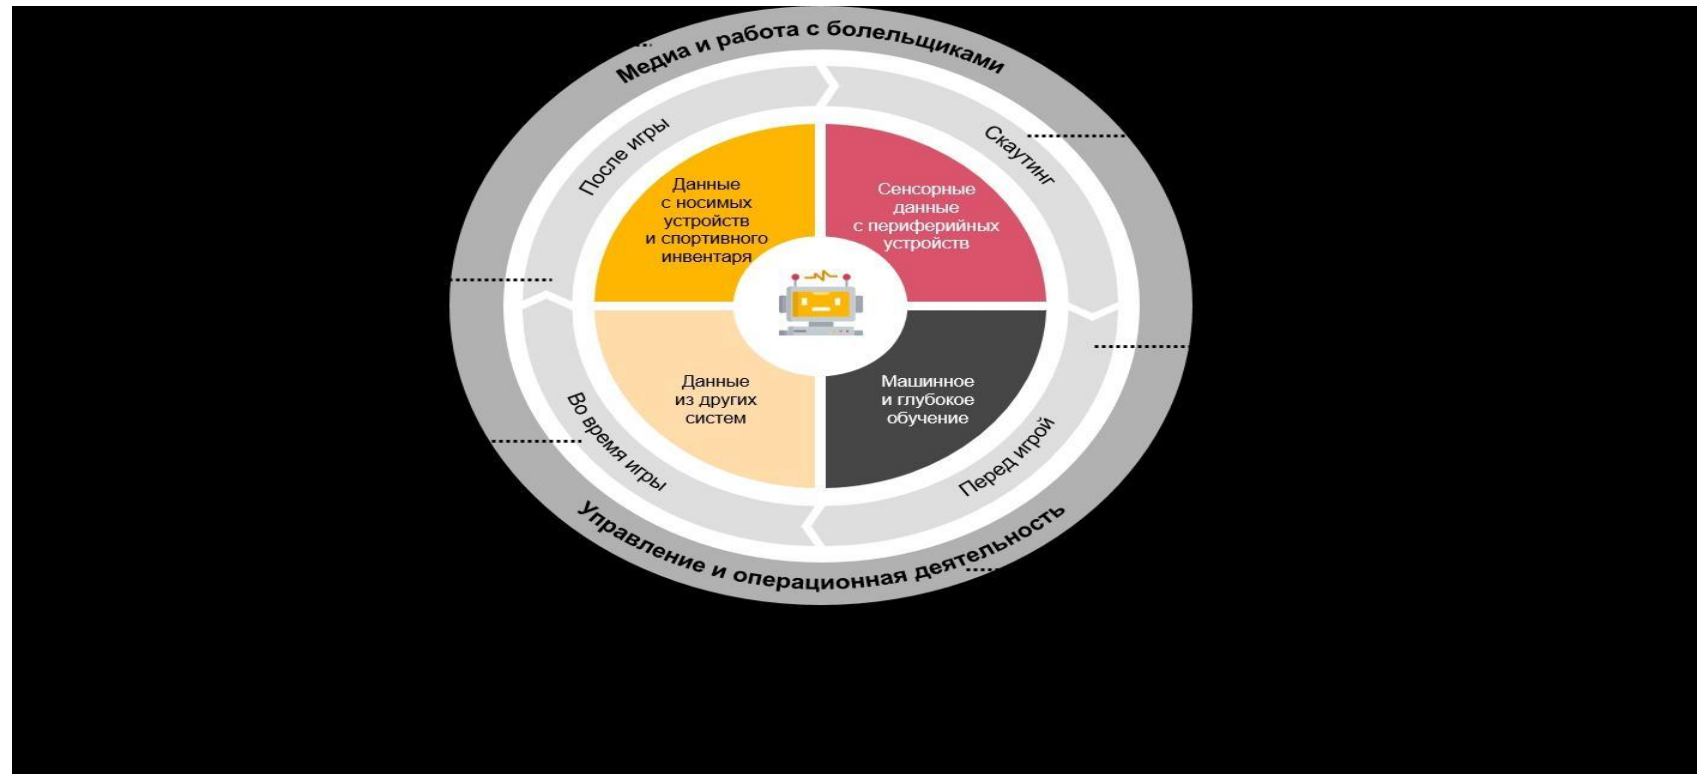 Медиа и работа с болельщиками
После игры
Скаутинг
Данные
с носимых
устройств
и спортивного
инвентаря
Сенсорные
данные
с периферийных
устройств
Данные
из других
систем
Машинное
и глубокое
обучение
Во время игры
Перед игрой
Управление и операционная деятельность